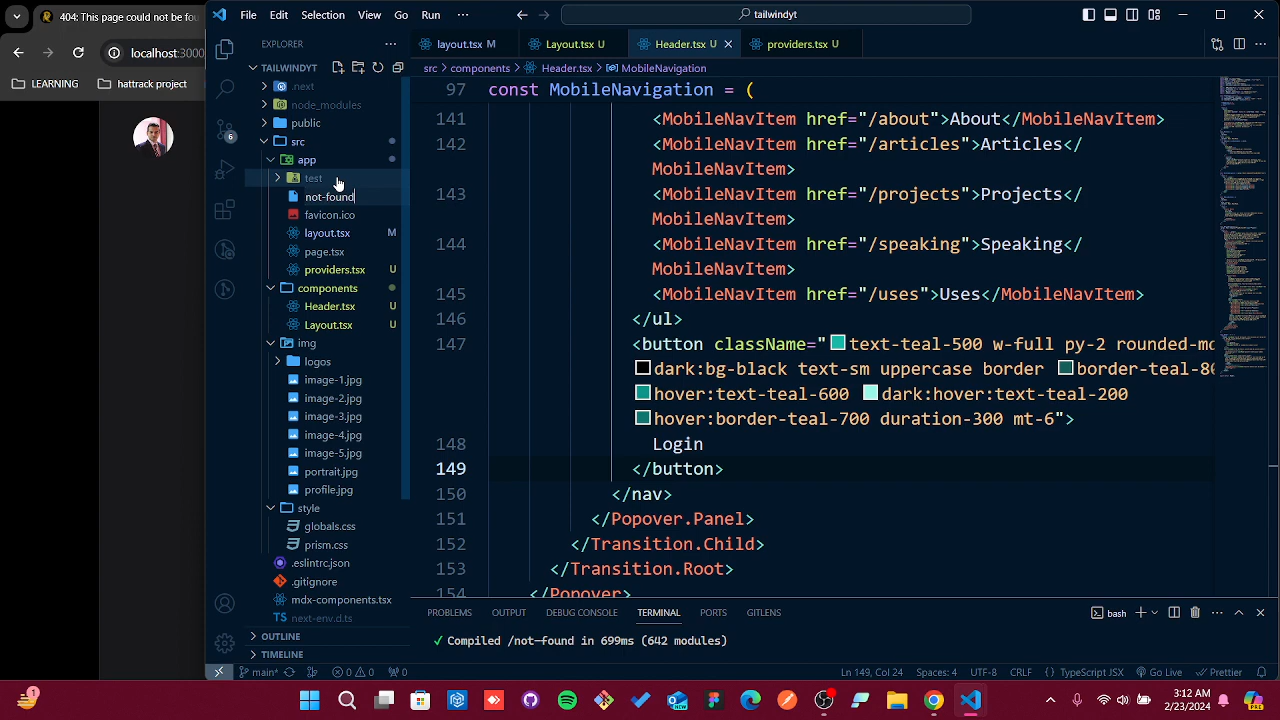 404: This page could not be fou
File Edit Selection View Go Run ···
tailwindyt
localhost:3000
LEARNING
hattrack project
EXPLORER
layout.tsx M
Layout.tsx U
Header.tsx U
providers.tsx U
TAILWINDYT
src > components > Header.tsx > MobileNavigation
.next
node_modules
public
src
app
test
not-found
favicon.ico
layout.tsx M
page.tsx
providers.tsx U
components
Header.tsx U
Layout.tsx U
img
logos
image-1.jpg
image-2.jpg
image-3.jpg
image-4.jpg
image-5.jpg
portrait.jpg
profile.jpg
style
globals.css
prism.css
.eslintrc.json
.gitignore
mdx-components.tsx
next-env.d.ts
OUTLINE
TIMELINE
6
97 const MobileNavigation = (
141 <MobileNavItem href="/about">About</MobileNavItem>
142 <MobileNavItem href="/articles">Articles</
MobileNavItem>
143 <MobileNavItem href="/projects">Projects</
MobileNavItem>
144 <MobileNavItem href="/speaking">Speaking</
MobileNavItem>
145 <MobileNavItem href="/uses">Uses</MobileNavItem>
146 </ul>
147 <button className="text-teal-500 w-full py-2 rounded-md
dark:bg-black text-sm uppercase border border-teal-80
hover:text-teal-600 dark:hover:text-teal-200
hover:border-teal-700 duration-300 mt-6">
148 Login
149 </button>
150 </nav>
151 </Popover.Panel>
152 </Transition.Child>
153 </Transition.Root>
154 </Popover>
PROBLEMS OUTPUT DEBUG CONSOLE TERMINAL PORTS GITLENS
bash
✓ Compiled /not-found in 699ms (642 modules)
main* 0 0 0 Ln 149, Col 24 Spaces: 4 UTF-8 CRLF {} TypeScript JSX Go Live Prettier
1
NEW
3:12 AM
2/23/2024
PRE